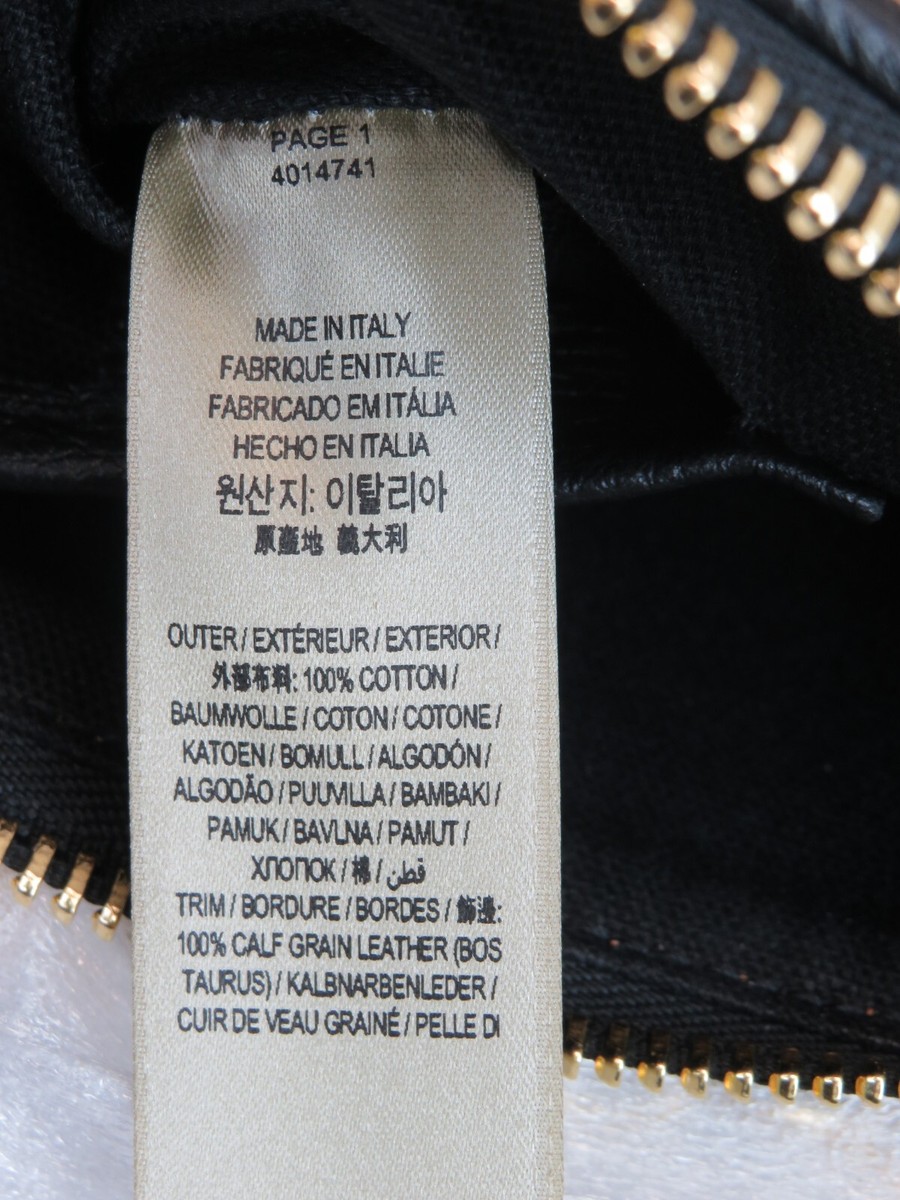 PAGE 1
4014741
MADE IN ITALY
FABRIQUÉ EN ITALIE
FABRICADO EM ITÁLIA
HECHO EN ITALIA
원산지: 이탈리아
原產地 義大利
OUTER / EXTÉRIEUR / EXTERIOR /
外部布料: 100% COTTON /
BAUMWOLLE / COTON / COTONE /
KATOEN / BOMULL / ALGODÓN /
ALGODÃO / PUUVILLA / BAMBAKI /
PAMUK / BAVLNA / PAMUT /
ХЛОПОК / 棉 / قطن
TRIM / BORDURE / BORDES / 飾邊:
100% CALF GRAIN LEATHER (BOS
TAURUS) / KALBNARBENLEDER /
CUIR DE VEAU GRAINÉ / PELLE DI